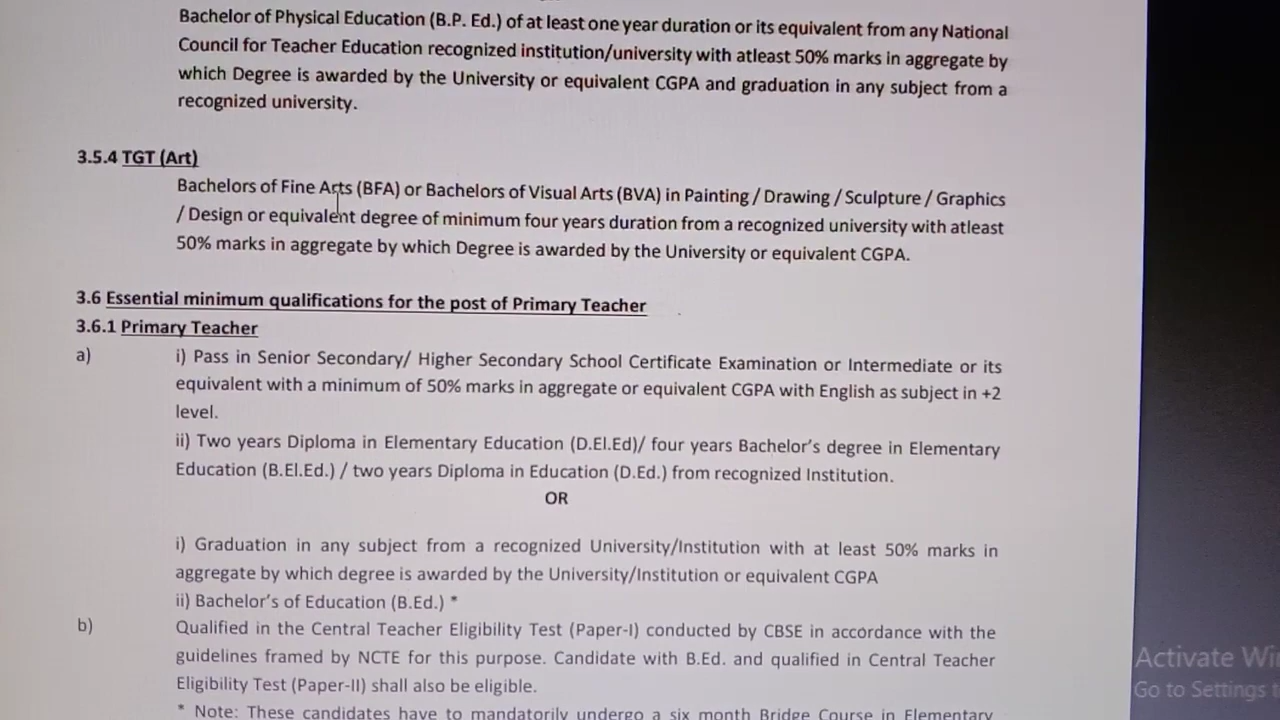 Bachelor of Physical Education (B.P. Ed.) of at least one year duration or its equivalent from any National
Council for Teacher Education recognized institution/university with atleast 50% marks in aggregate by
which Degree is awarded by the University or equivalent CGPA and graduation in any subject from a
recognized university.
3.5.4 TGT (Art)
Bachelors of Fine Arts (BFA) or Bachelors of Visual Arts (BVA) in Painting / Drawing / Sculpture / Graphics
/ Design or equivalent degree of minimum four years duration from a recognized university with atleast
50% marks in aggregate by which Degree is awarded by the University or equivalent CGPA.
3.6 Essential minimum qualifications for the post of Primary Teacher
3.6.1 Primary Teacher
a) i) Pass in Senior Secondary/ Higher Secondary School Certificate Examination or Intermediate or its
equivalent with a minimum of 50% marks in aggregate or equivalent CGPA with English as subject in +2
level.
ii) Two years Diploma in Elementary Education (D.El.Ed)/ four years Bachelor's degree in Elementary
Education (B.El.Ed.) / two years Diploma in Education (D.Ed.) from recognized Institution.
OR
i) Graduation in any subject from a recognized University/Institution with at least 50% marks in
aggregate by which degree is awarded by the University/Institution or equivalent CGPA
ii) Bachelor's of Education (B.Ed.) *
b) Qualified in the Central Teacher Eligibility Test (Paper-I) conducted by CBSE in accordance with the
guidelines framed by NCTE for this purpose. Candidate with B.Ed. and qualified in Central Teacher
Eligibility Test (Paper-II) shall also be eligible.
* Note: These candidates have to mandatorily undergo a six month Bridge Course in Elementary
Activate Wi
Go to Settings t